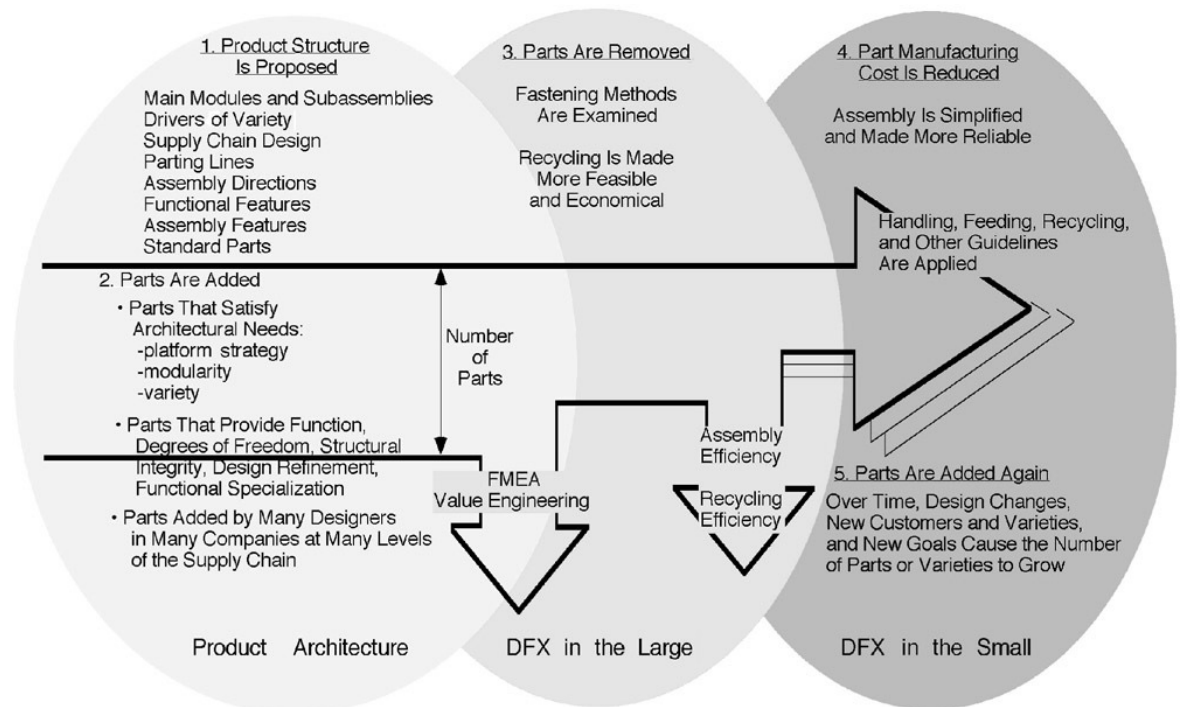 1. Product Structure
Is Proposed
Main Modules and Subassemblies
Drivers of Variety
Supply Chain Design
Parting Lines
Assembly Directions
Functional Features
Assembly Features
Standard Parts
2. Parts Are Added
• Parts That Satisfy
Architectural Needs:
-platform strategy
-modularity
-variety
• Parts That Provide Function,
Degrees of Freedom, Structural
Integrity, Design Refinement,
Functional Specialization
• Parts Added by Many Designers
in Many Companies at Many Levels
of the Supply Chain
Product Architecture
3. Parts Are Removed
Fastening Methods
Are Examined
Recycling Is Made
More Feasible
and Economical
Number
of
Parts
FMEA
Value Engineering
Assembly
Efficiency
Recycling
Efficiency
DFX in the Large
4. Part Manufacturing
Cost Is Reduced
Assembly Is Simplified
and Made More Reliable
Handling, Feeding, Recycling,
and Other Guidelines
Are Applied
5. Parts Are Added Again
Over Time, Design Changes,
New Customers and Varieties,
and New Goals Cause the Number
of Parts or Varieties to Grow
DFX in the Small